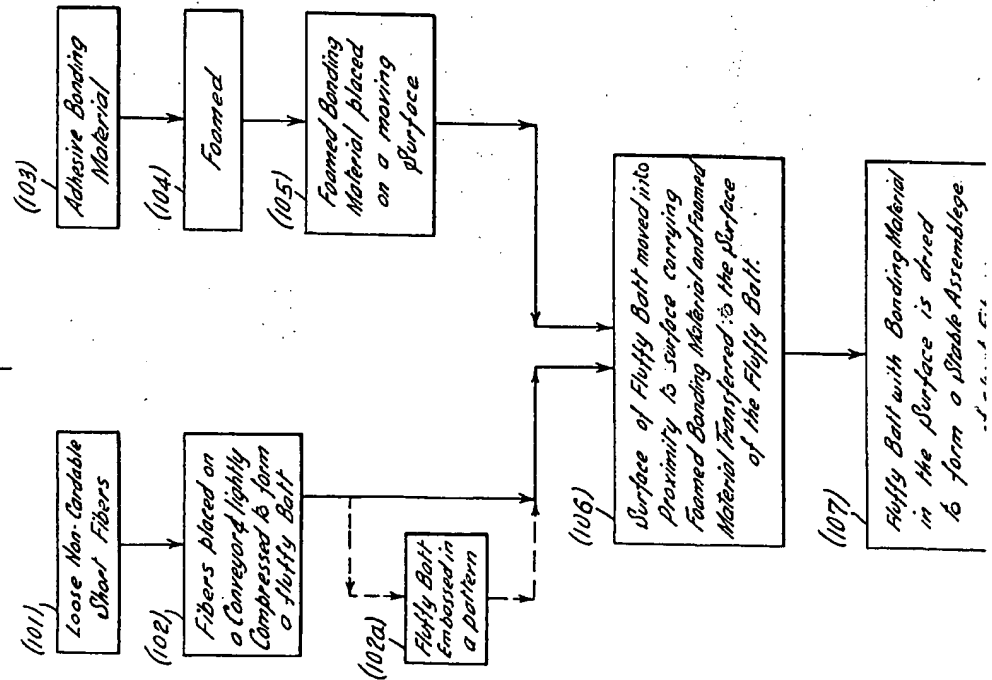 (101)
Loose Non-Cardable
Short Fibers
(102)
Fibers placed on
a Conveyor & lightly
Compressed to form
a fluffy Batt
(102a)
Fluffy Batt
Embossed in
a pattern
(103)
Adhesive Bonding
Material
(104)
Foamed
(105)
Foamed Bonding
Material placed
on a moving
Surface
(106)
Surface of Fluffy Batt moved into
Proximity to surface carrying
Foamed Bonding Material and Foamed
Material Transferred to the Surface
of the Fluffy Batt.
(107)
Fluffy Batt with Bonding Material
in the Surface is dried
to form a Stable Assemblege